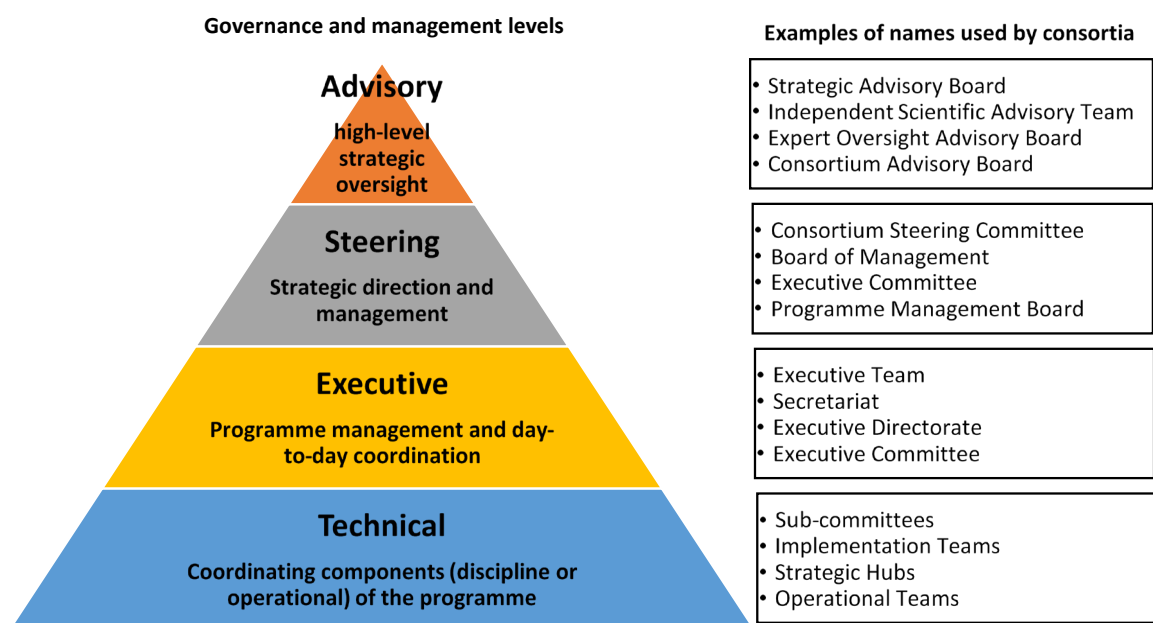 Governance and management levels
Examples of names used by consortia
Advisory
high-level
strategic
oversight
• Strategic Advisory Board
• Independent Scientific Advisory Team
• Expert Oversight Advisory Board
• Consortium Advisory Board
Steering
Strategic direction and
management
• Consortium Steering Committee
• Board of Management
• Executive Committee
• Programme Management Board
Executive
Programme management and day-
to-day coordination
• Executive Team
• Secretariat
• Executive Directorate
• Executive Committee
Technical
Coordinating components (discipline or
operational) of the programme
• Sub-committees
• Implementation Teams
• Strategic Hubs
• Operational Teams